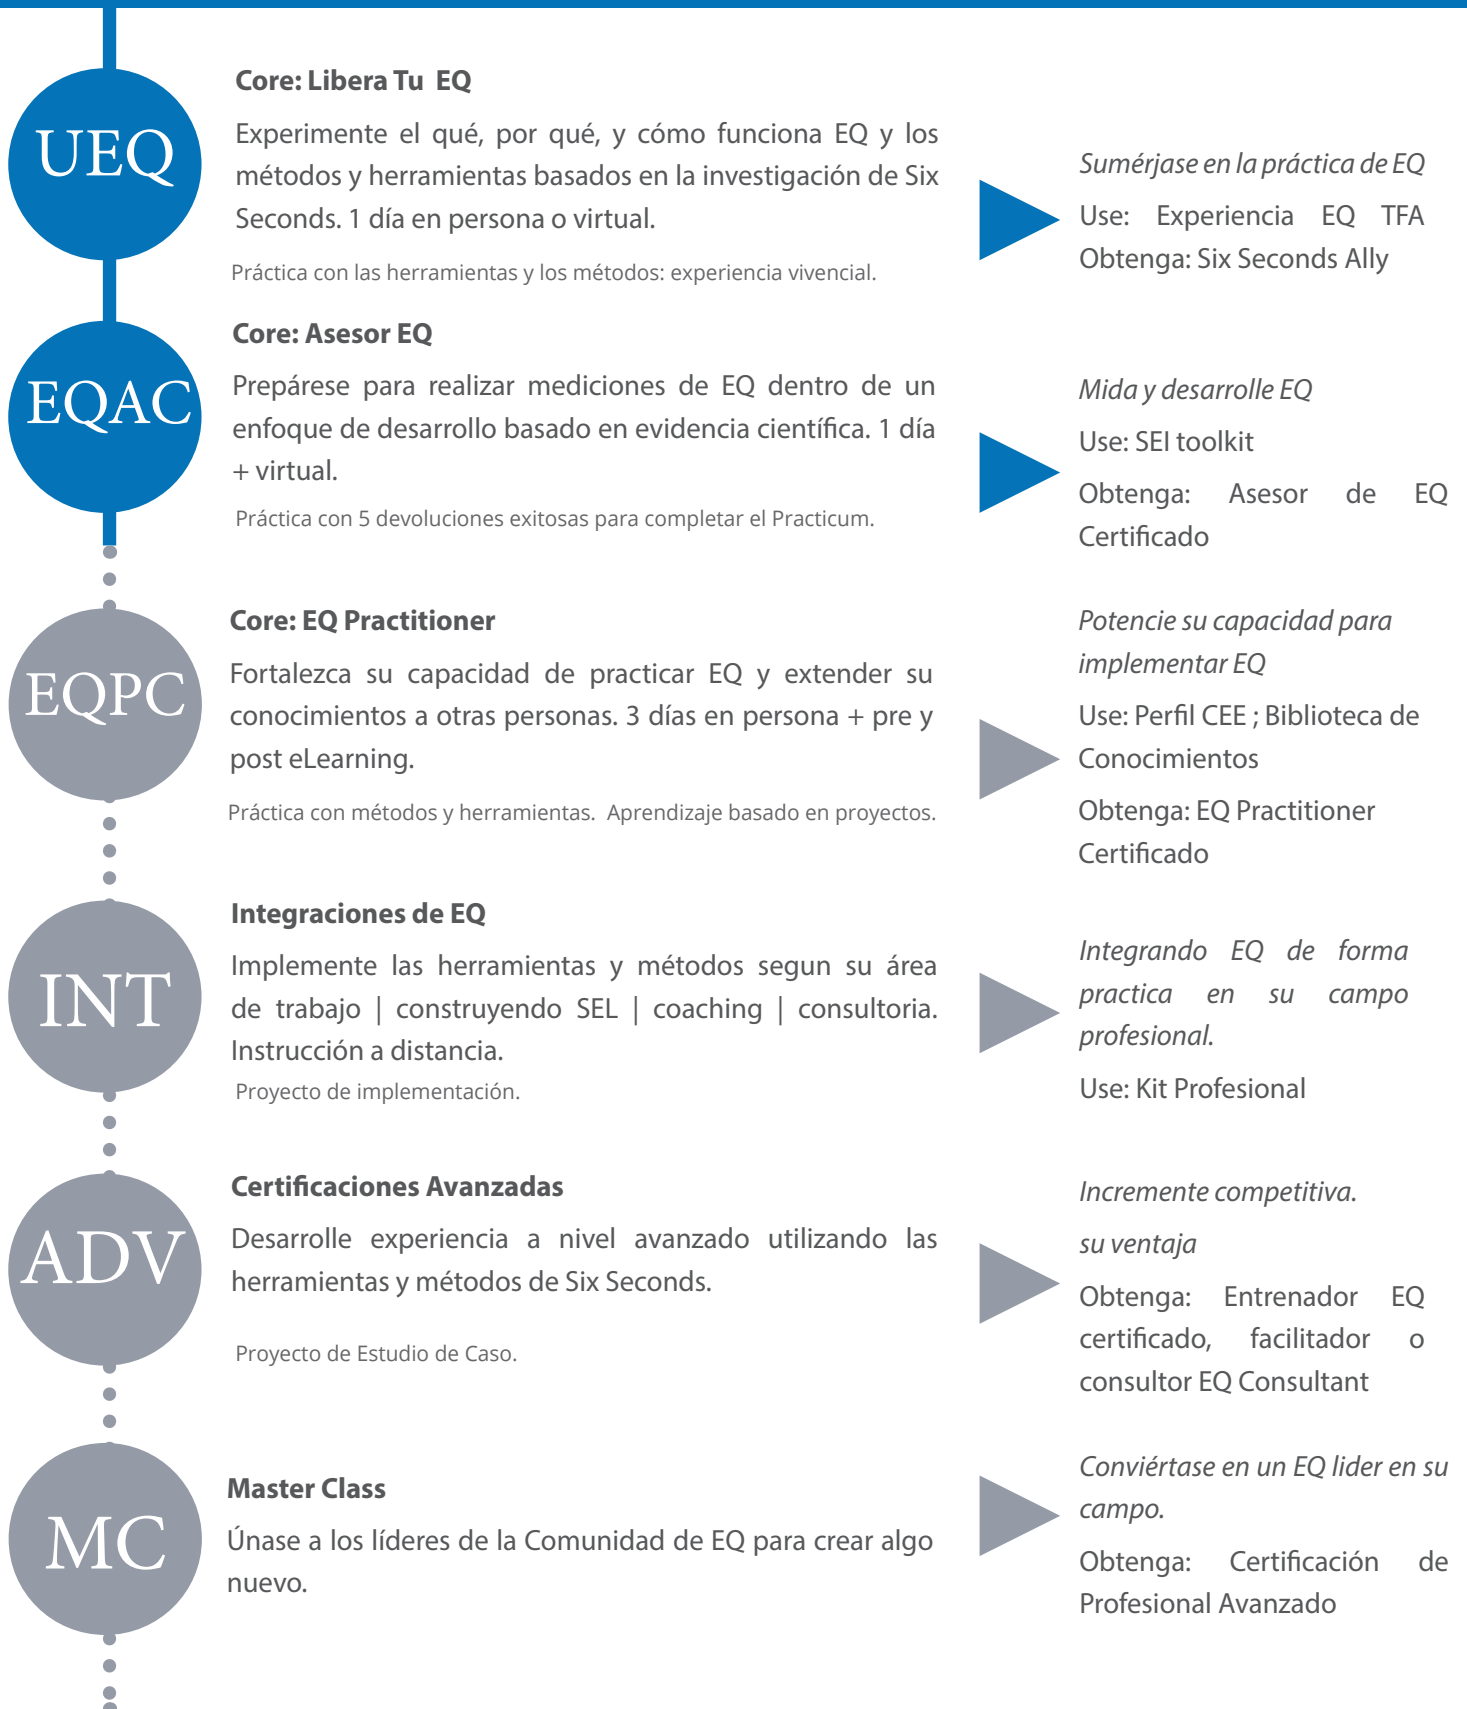 UEQ
Core: Libera Tu EQ
Experimente el qué, por qué, y cómo funciona EQ y los
métodos y herramientas basados en la investigación de Six
Seconds. 1 día en persona o virtual.
Práctica con las herramientas y los métodos: experiencia vivencial.
Sumérjase en la práctica de EQ
Use: Experiencia EQ TFA
Obtenga: Six Seconds Ally
EQAC
Core: Asesor EQ
Prepárese para realizar mediciones de EQ dentro de un
enfoque de desarrollo basado en evidencia científica. 1 día
+ virtual.
Práctica con 5 devoluciones exitosas para completar el Practicum.
Mida y desarrolle EQ
Use: SEI toolkit
Obtenga: Asesor de EQ
Certificado
EQPC
Core: EQ Practitioner
Fortalezca su capacidad de practicar EQ y extender su
conocimientos a otras personas. 3 días en persona + pre y
post eLearning.
Práctica con métodos y herramientas. Aprendizaje basado en proyectos.
Potencie su capacidad para
implementar EQ
Use: Perfil CEE ; Biblioteca de
Conocimientos
Obtenga: EQ Practitioner
Certificado
INT
Integraciones de EQ
Implemente las herramientas y métodos segun su área
de trabajo | construyendo SEL | coaching | consultoria.
Instrucción a distancia.
Proyecto de implementación.
Integrando EQ de forma
practica en su campo
profesional.
Use: Kit Profesional
ADV
Certificaciones Avanzadas
Desarrolle experiencia a nivel avanzado utilizando las
herramientas y métodos de Six Seconds.
Proyecto de Estudio de Caso.
Incremente competitiva.
su ventaja
Obtenga: Entrenador EQ
certificado, facilitador o
consultor EQ Consultant
MC
Master Class
Únase a los líderes de la Comunidad de EQ para crear algo
nuevo.
Conviértase en un EQ lider en su
campo.
Obtenga: Certificación de
Profesional Avanzado